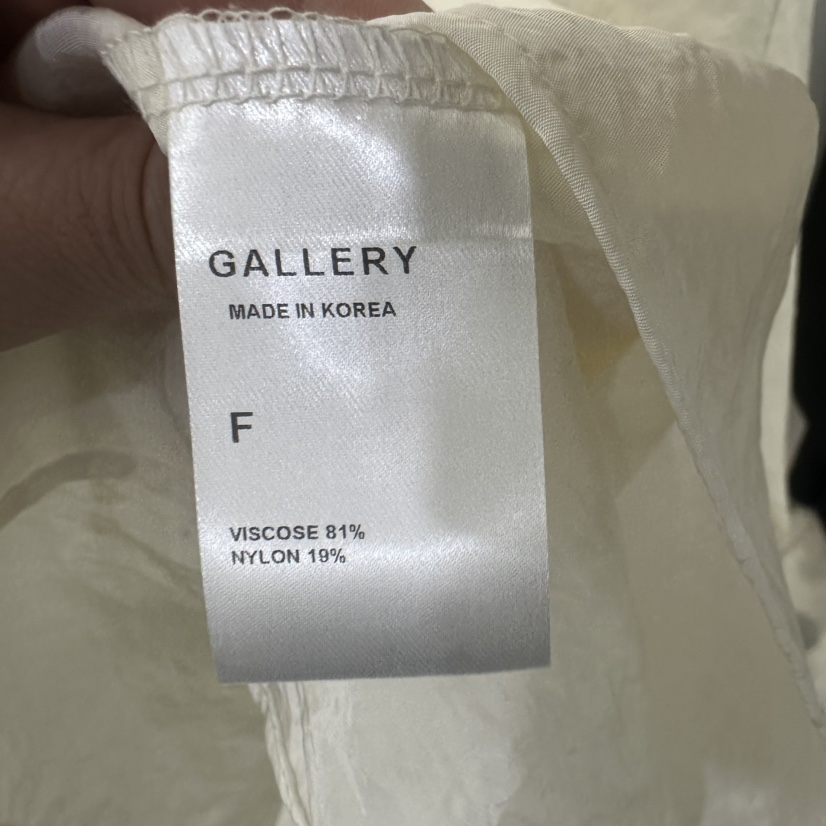 GALLERY
MADE IN KOREA
F
VISCOSE 81%
NYLON 19%